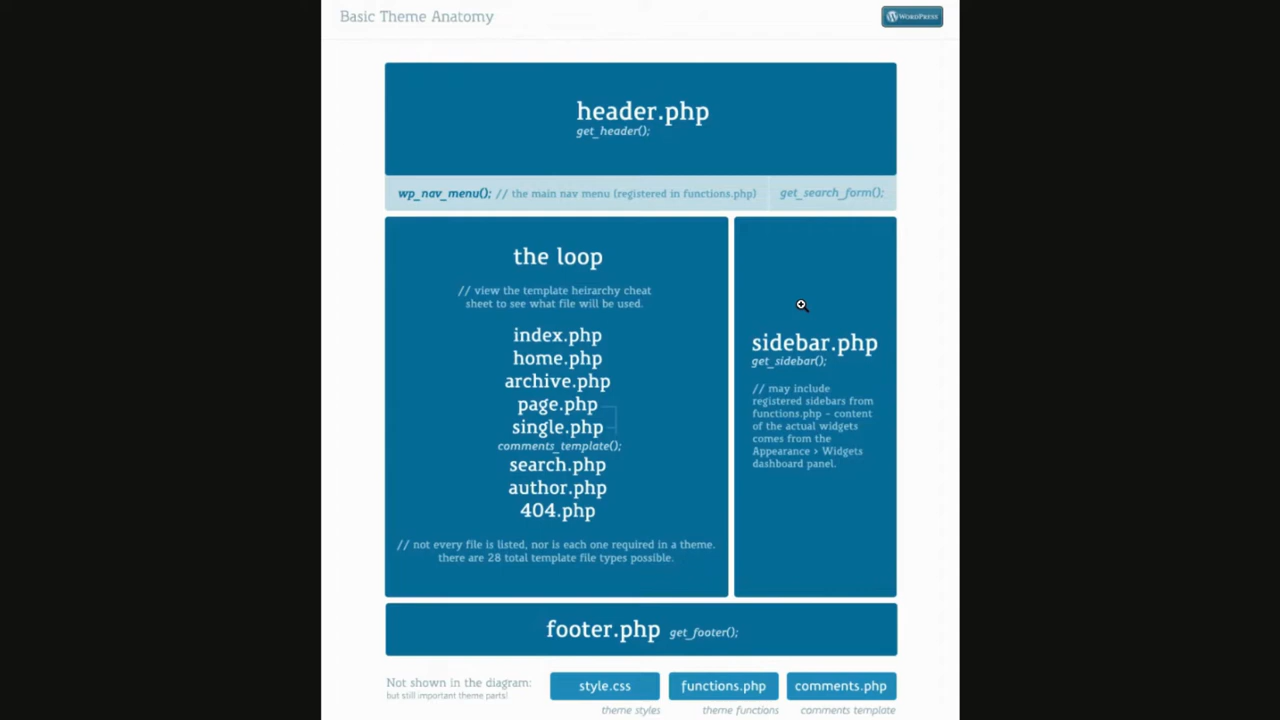 Basic Theme Anatomy
WORDPRESS
header.php
get_header();
wp_nav_menu(); // the main nav menu (registered in functions.php)
get_search_form();
the loop
// view the template heirarchy cheat
sheet to see what file will be used.
index.php
home.php
archive.php
page.php
single.php
comments_template();
search.php
author.php
404.php
// not every file is listed, nor is each one required in a theme.
there are 28 total template file types possible.
sidebar.php
get_sidebar();
// may include
registered sidebars from
functions.php - content
of the actual widgets
comes from the
Appearance > Widgets
dashboard panel.
footer.php get_footer();
Not shown in the diagram:
but still important theme parts!
style.css
theme styles
functions.php
theme functions
comments.php
comments template